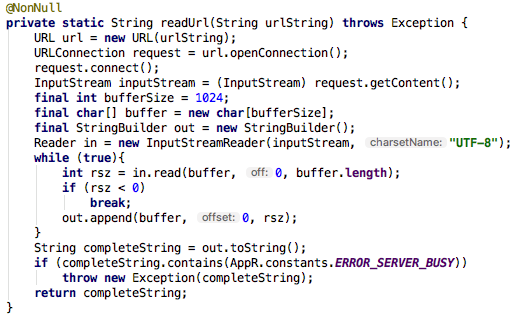 @NonNull
private static String readUrl(String urlString) throws Exception {
    URL url = new URL(urlString);
    URLConnection request = url.openConnection();
    request.connect();
    InputStream inputStream = (InputStream) request.getContent();
    final int bufferSize = 1024;
    final char[] buffer = new char[bufferSize];
    final StringBuilder out = new StringBuilder();
    Reader in = new InputStreamReader(inputStream, charsetName: "UTF-8");
    while (true){
        int rsz = in.read(buffer, off: 0, buffer.length);
        if (rsz < 0)
            break;
        out.append(buffer, offset: 0, rsz);
    }
    String completeString = out.toString();
    if (completeString.contains(AppR.constants.ERROR_SERVER_BUSY))
        throw new Exception(completeString);
    return completeString;
}